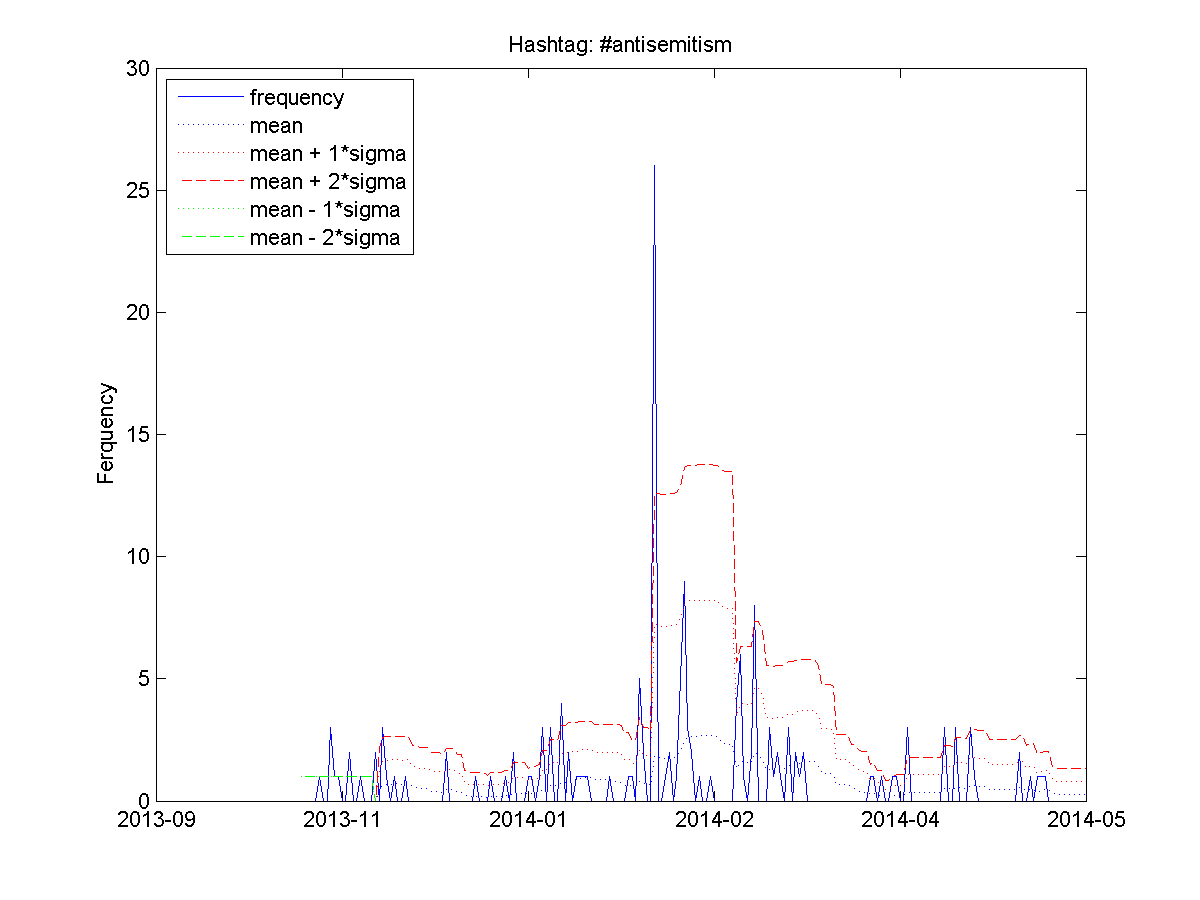 Hashtag: #antisemitism
30
25
20
15
10
5
0
Ferquency
frequency
mean
mean + 1*sigma
mean + 2*sigma
mean - 1*sigma
mean - 2*sigma
2013-09 2013-11 2014-01 2014-02 2014-04 2014-05